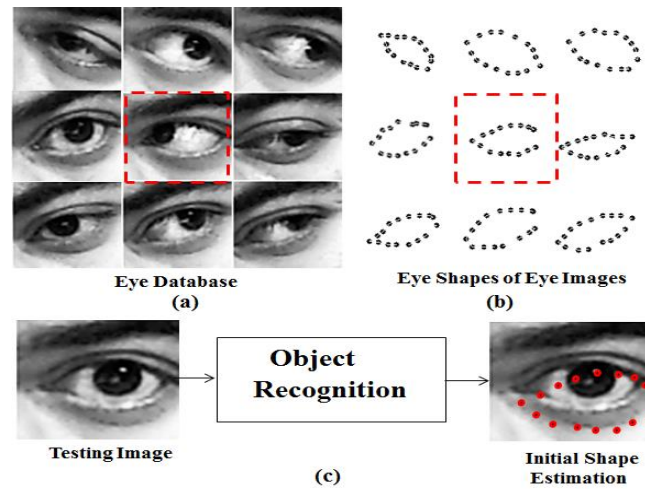 Eye Database
(a)
Eye Shapes of Eye Images
(b)
Object
Recognition
Testing Image
Initial Shape
Estimation
(c)